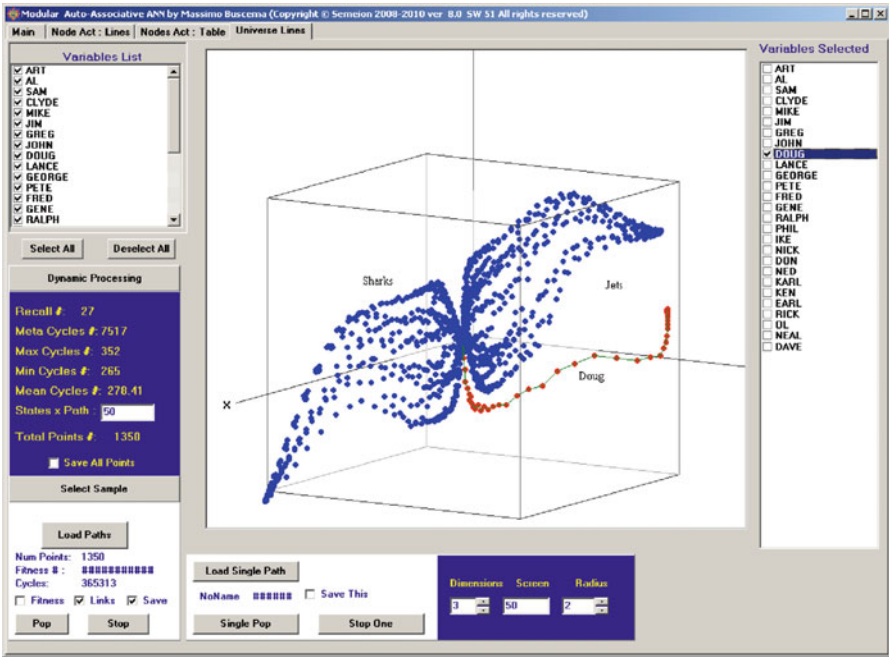 Modular Auto-Associative ANN by Massimo Buscema (Copyright © Semeion 2008-2010 ver 8.0 SW 51 All rights reserved)
Main Node Act : Lines Nodes Act : Table Universe Lines
Variables List
ART
AL
SAM
CLYDE
MIKE
JIM
GREG
JOHN
DOUG
LANCE
GEORGE
PETE
FRED
GENE
RALPH
Select All Deselect All
Dynamic Processing
Recall #: 27
Meta Cycles #: 7517
Max Cycles #: 352
Min Cycles #: 265
Mean Cycles #: 278.41
States x Path : 50
Total Points #: 1350
Save All Points
Select Sample
Load Paths
Num Points: 1350
Fitness # : ###########
Cycles: 365313
Fitness Links Save
Pop Stop
Sharks
Jets
Doug
X
Load Single Path
NoName ###### Save This
Single Pop Stop One
Dimensions Screen Radius
3 50 2
Variables Selected
ART
AL
SAM
CLYDE
MIKE
JIM
GREG
JOHN
DOUG
LANCE
GEORGE
PETE
FRED
GENE
RALPH
PHIL
IKE
NICK
DON
NED
KARL
KEN
EARL
RICK
OL
NEAL
DAVE